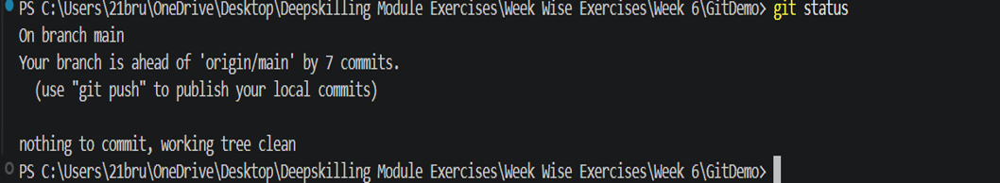 PS C:\Users\21bru\OneDrive\Desktop\Deepskilling Module Exercises\Week Wise Exercises\Week 6\GitDemo> git status
On branch main
Your branch is ahead of 'origin/main' by 7 commits.
  (use "git push" to publish your local commits)

nothing to commit, working tree clean
PS C:\Users\21bru\OneDrive\Desktop\Deepskilling Module Exercises\Week Wise Exercises\Week 6\GitDemo>